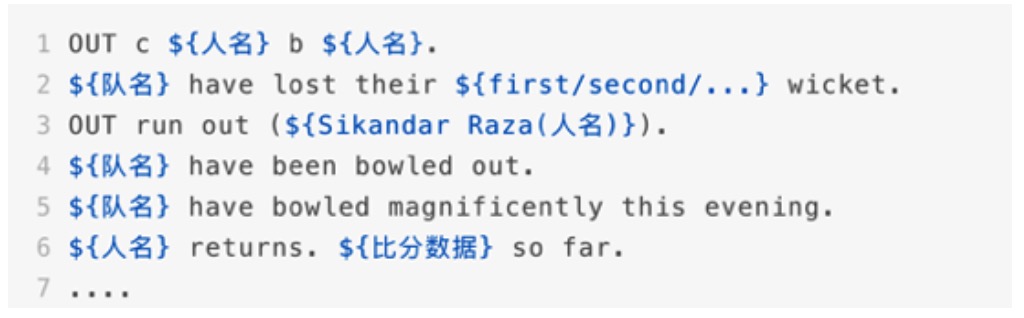 1 OUT c ${人名} b ${人名}.
2 ${队名} have lost their ${first/second/...} wicket.
3 OUT run out (${Sikandar Raza(人名)}).
4 ${队名} have been bowled out.
5 ${队名} have bowled magnificently this evening.
6 ${人名} returns. ${比分数据} so far.
7 ....